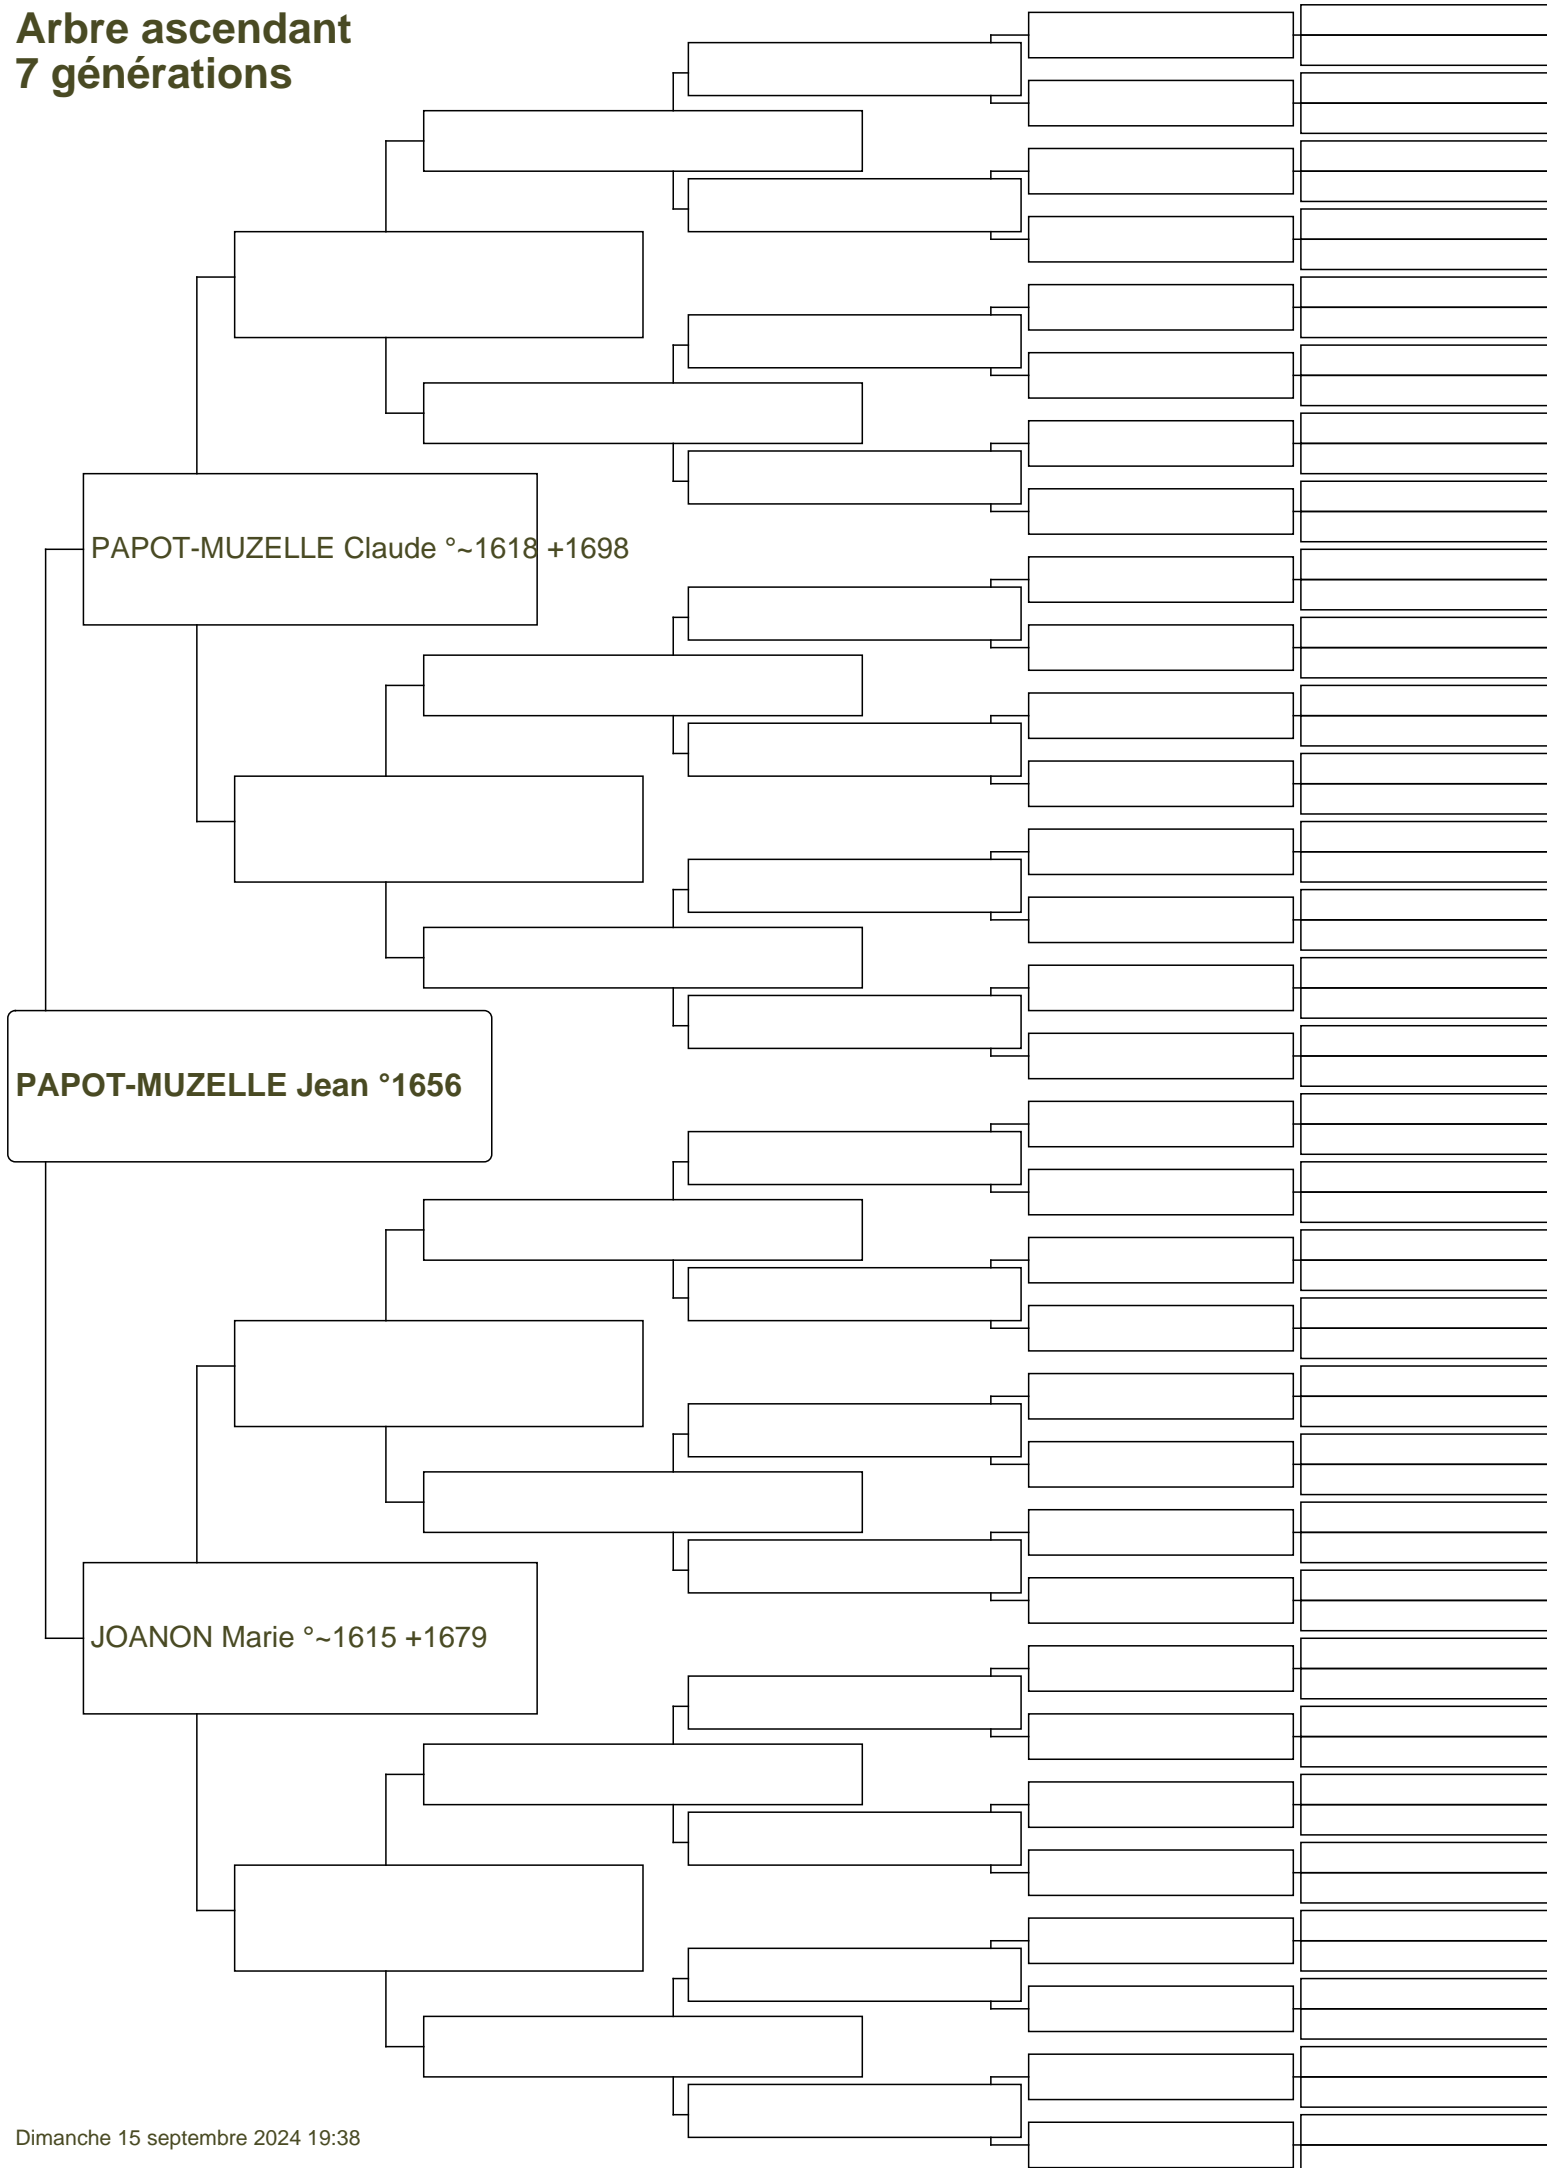 Arbre ascendant
7 générations
PAPOT-MUZELLE Claude °~1618 +1698
PAPOT-MUZELLE Jean °1656
JOANON Marie °~1615 +1679
Dimanche 15 septembre 2024 19:38